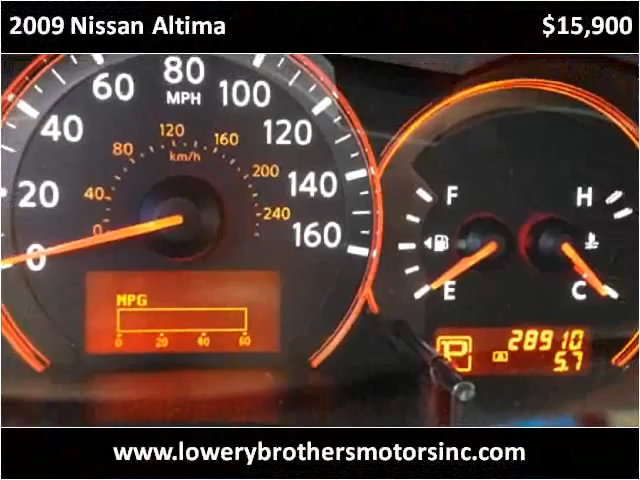 2009 Nissan Altima $15,900
60 80 100
MPH
40 120
20 140
0 160
120
80 160
km/h
40 200
0 240
MPG
0 20 40 60
F H
E C
P 28910
A 5.7
www.lowerybrothersmotorsinc.com